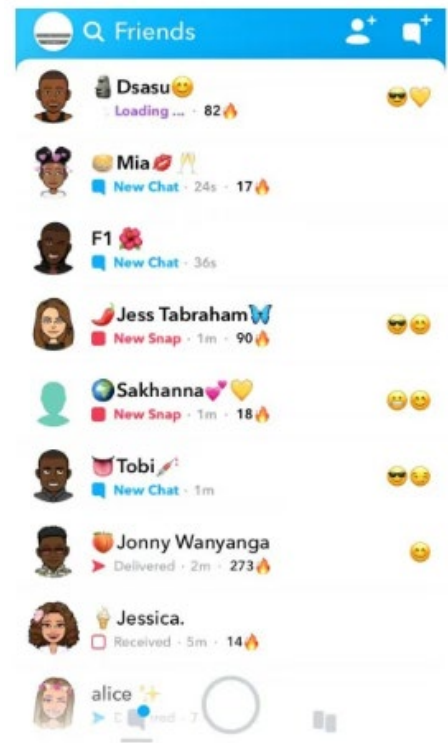 Friends
Dsasu
Loading ... · 82
Mia
New Chat · 24s · 17
F1
New Chat · 36s
Jess Tabraham
New Snap · 1m · 90
Sakhanna
New Snap · 1m · 18
Tobi
New Chat · 1m
Jonny Wanyanga
Delivered · 2m · 273
Jessica.
Received · 5m · 14
alice